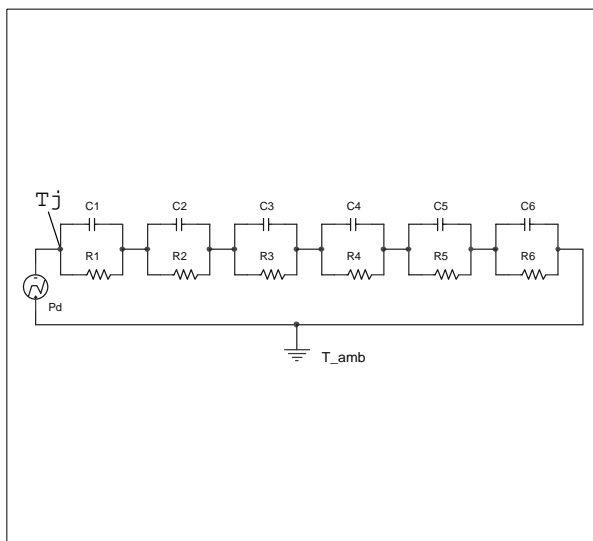 C1 C2 C3 C4 C5 C6
Tj
R1 R2 R3 R4 R5 R6
Pd
T_amb